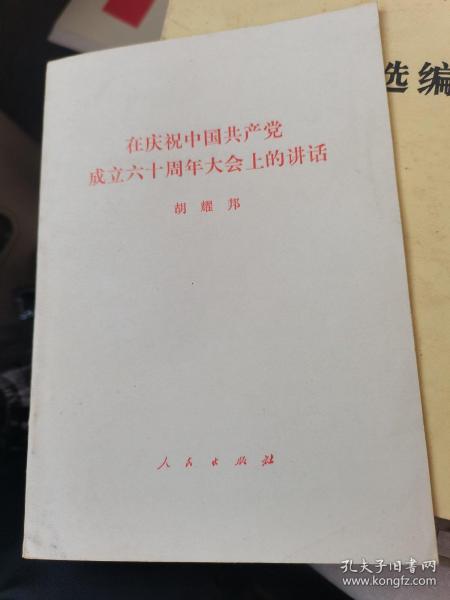 在庆祝中国共产党
成立六十周年大会上的讲话
胡耀邦
人民出版社
选编
孔夫子旧书网
www.kongfz.com